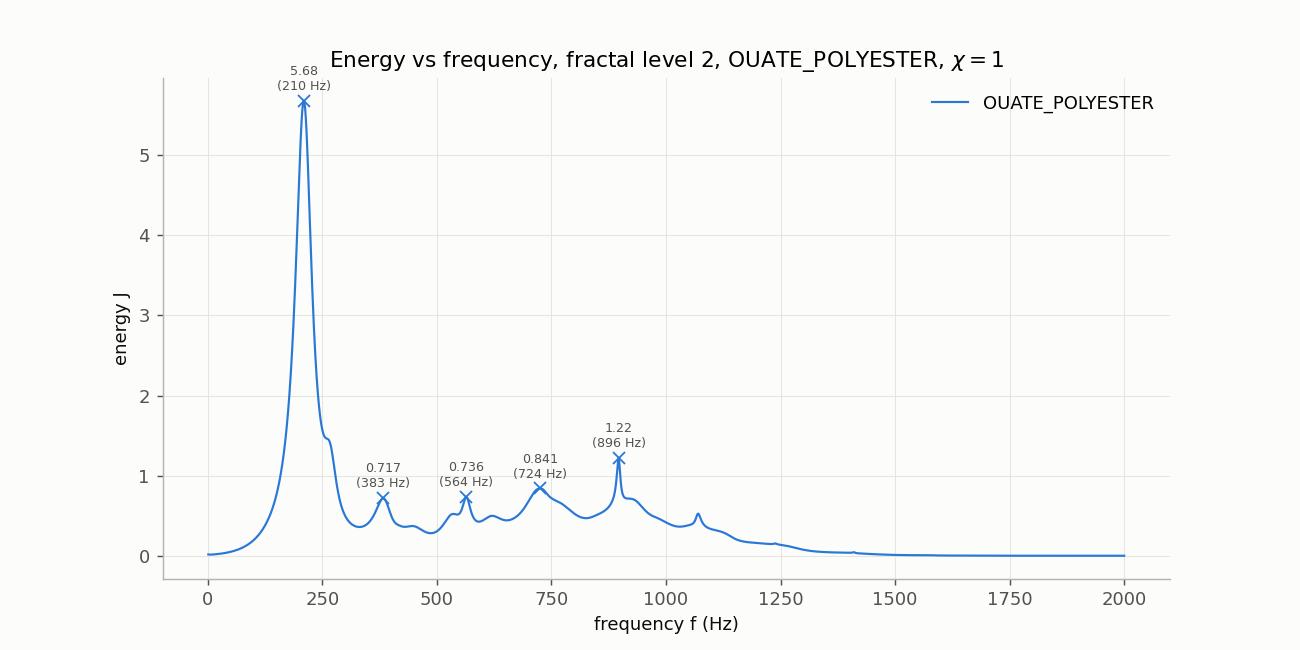 Energy vs frequency, fractal level 2, OUATE_POLYESTER, χ = 1
5.68
(210 Hz)
OUATE_POLYESTER
5
4
3
2
1
0
energy J
1.22
(896 Hz)
0.841
(724 Hz)
0.717
(383 Hz)
0.736
(564 Hz)
0
250
500
750
1000
1250
1500
1750
2000
frequency f (Hz)